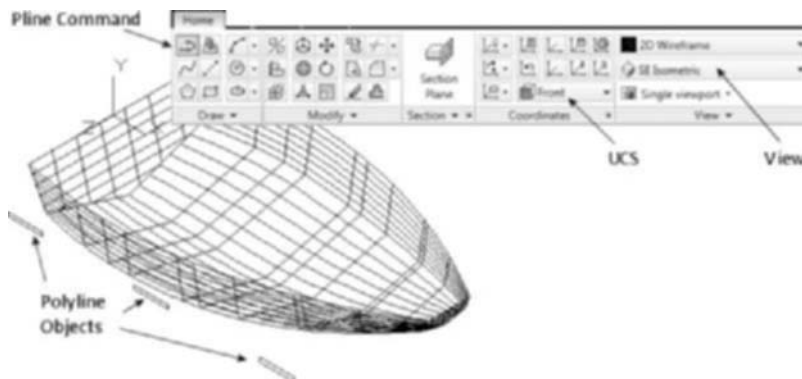 Pline Command
Home
2D Wireframe
SE Isometric
Section
Plane
Front
Single viewport
Draw
Modify
Section
Coordinates
View
Y
UCS
View
Polyline
Objects